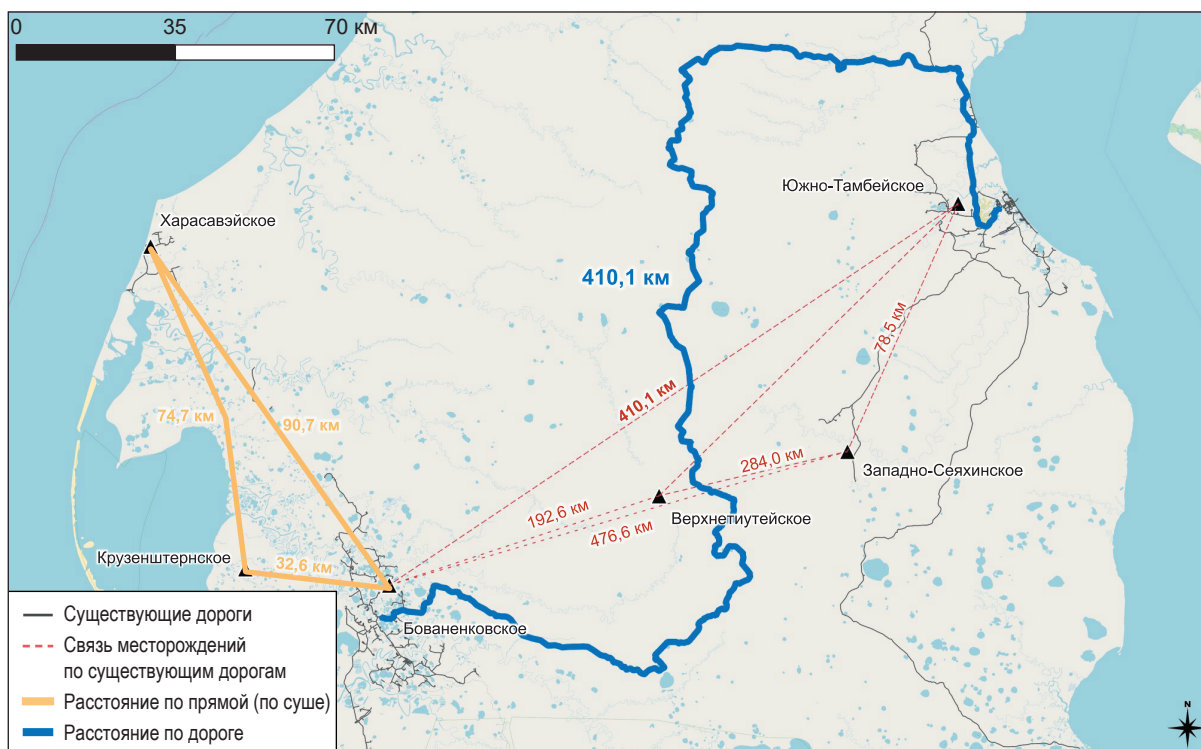 0 35 70 км
Южно-Тамбейское
Харасавэйское
410,1 км
78,5 км
410,1 км
74,7 км
90,7 км
284,0 км
Западно-Сеяхинское
192,6 км
Верхнетиутейское
476,6 км
Крузенштернское
32,6 км
Бованенковское
Существующие дороги
Связь месторождений
по существующим дорогам
Расстояние по прямой (по суше)
Расстояние по дороге
N